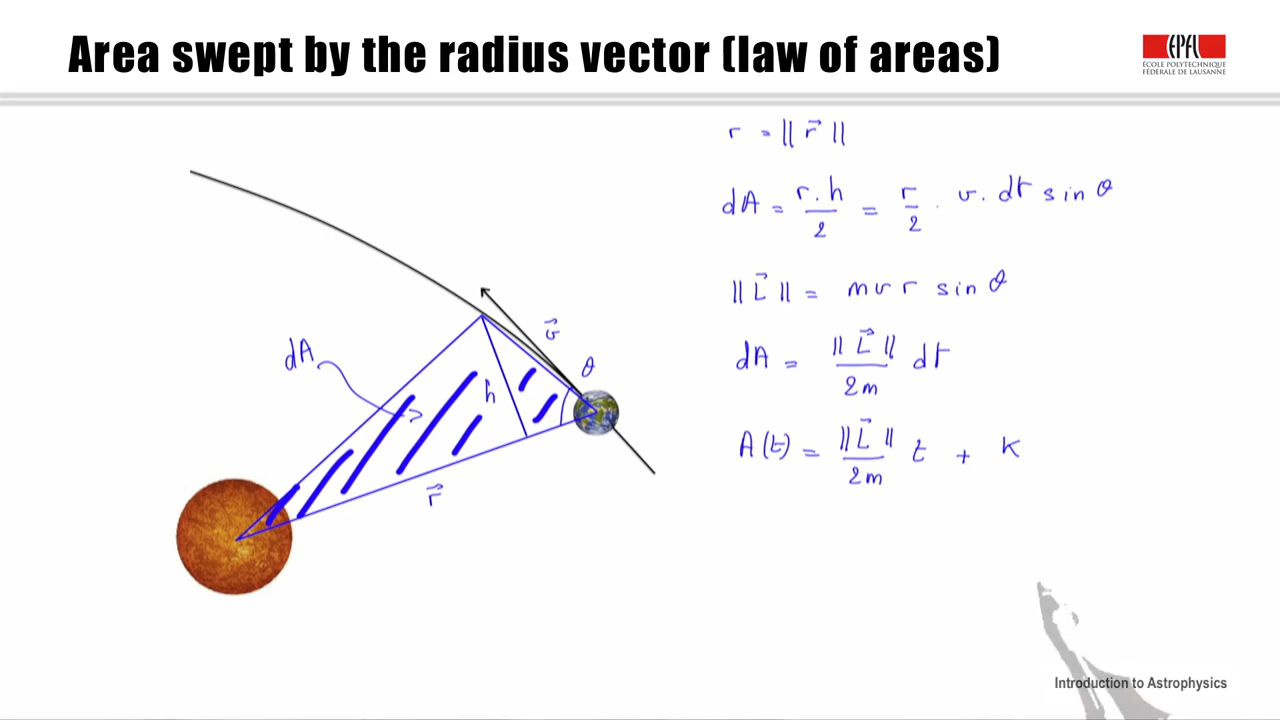 Area swept by the radius vector (law of areas)
EPFL
ÉCOLE POLYTECHNIQUE
FÉDÉRALE DE LAUSANNE
r = || r⃗ ||
dA = r . h / 2 = r / 2 . v . dt sin θ
|| L⃗ || = m v r sin θ
dA = || L⃗ || / 2m dt
A(t) = || L⃗ || / 2m t + K
dA
v⃗
θ
h
r⃗
Introduction to Astrophysics